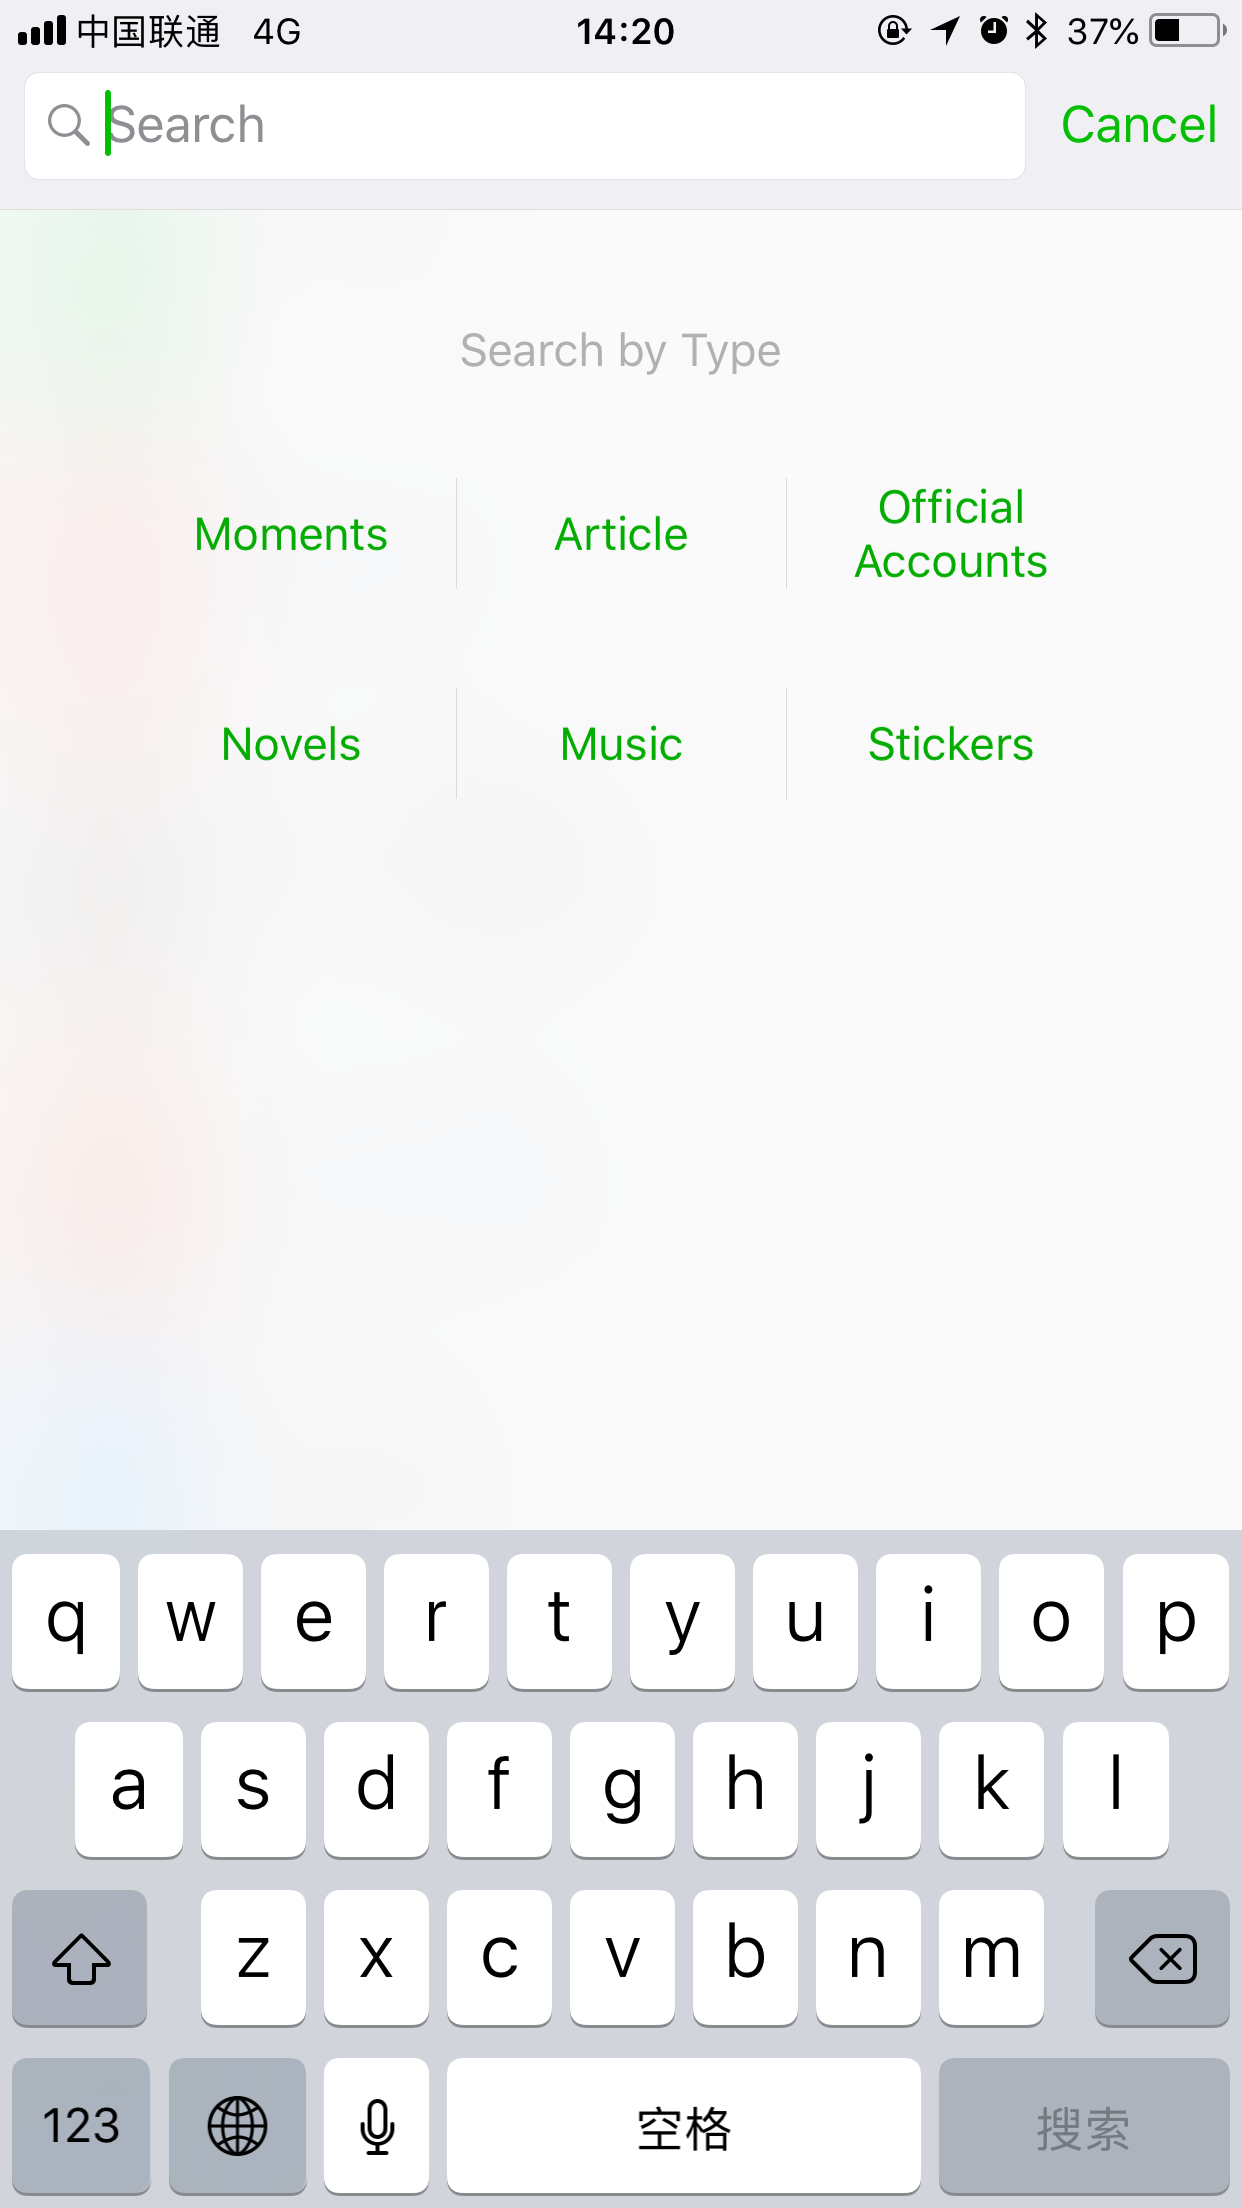 中国联通 4G 14:20 37%
Search Cancel
Search by Type
Moments Article Official Accounts
Novels Music Stickers
q w e r t y u i o p
a s d f g h j k l
z x c v b n m
123 空格 搜索